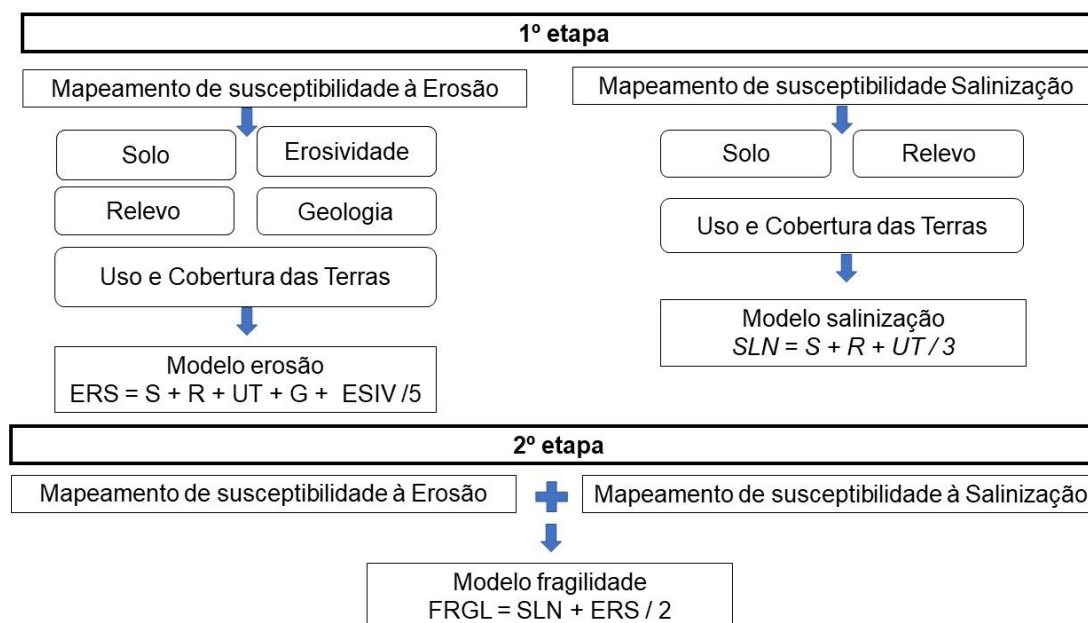 1º etapa
Mapeamento de susceptibilidade à Erosão
Solo
Erosividade
Relevo
Geologia
Uso e Cobertura das Terras
Modelo erosão
ERS = S + R + UT + G + ESIV /5
Mapeamento de susceptibilidade Salinização
Solo
Relevo
Uso e Cobertura das Terras
Modelo salinização
SLN = S + R + UT / 3
2º etapa
Mapeamento de susceptibilidade à Erosão
Mapeamento de susceptibilidade à Salinização
Modelo fragilidade
FRGL = SLN + ERS / 2